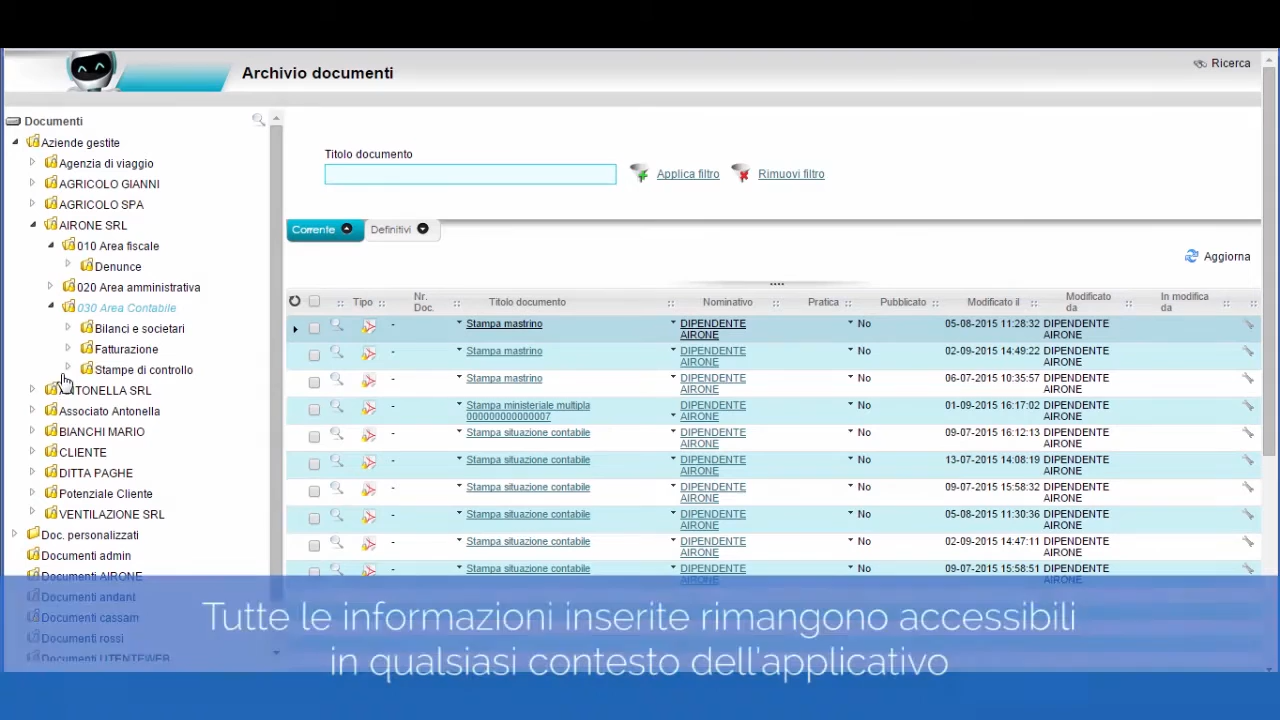 Archivio documenti
Ricerca
Documenti
Aziende gestite
Agenzia di viaggio
AGRICOLO GIANNI
AGRICOLO SPA
AIRONE SRL
010 Area fiscale
Denunce
020 Area amministrativa
030 Area Contabile
Bilanci e societari
Fatturazione
Stampe di controllo
NTONELLA SRL
Associato Antonella
BIANCHI MARIO
CLIENTE
DITTA PAGHE
Potenziale Cliente
VENTILAZIONE SRL
Doc. personalizzati
Documenti admin
Documenti AIRONE
Documenti andant
Documenti cassam
Documenti rossi
Documenti UTENTEWEB
Titolo documento
Applica filtro
Rimuovi filtro
Corrente
Definitivi
Aggiorna
Tipo Nr. Doc. Titolo documento Nominativo Pratica Pubblicato Modificato il Modificato da In modifica da
- Stampa mastrino DIPENDENTE AIRONE No 05-08-2015 11:28:32 DIPENDENTE AIRONE
- Stampa mastrino DIPENDENTE AIRONE No 02-09-2015 14:49:22 DIPENDENTE AIRONE
- Stampa mastrino DIPENDENTE AIRONE No 06-07-2015 10:35:57 DIPENDENTE AIRONE
- Stampa ministeriale multipla 000000000000007 DIPENDENTE AIRONE No 01-09-2015 16:17:02 DIPENDENTE AIRONE
- Stampa situazione contabile DIPENDENTE AIRONE No 09-07-2015 16:12:13 DIPENDENTE AIRONE
- Stampa situazione contabile DIPENDENTE AIRONE No 13-07-2015 14:08:19 DIPENDENTE AIRONE
- Stampa situazione contabile DIPENDENTE AIRONE No 09-07-2015 15:58:32 DIPENDENTE AIRONE
- Stampa situazione contabile DIPENDENTE AIRONE No 05-08-2015 11:30:36 DIPENDENTE AIRONE
- Stampa situazione contabile DIPENDENTE AIRONE No 02-09-2015 14:47:11 DIPENDENTE AIRONE
- Stampa situazione contabile DIPENDENTE AIRONE No 09-07-2015 15:58:51 DIPENDENTE AIRONE
Tutte le informazioni inserite rimangono accessibili
in qualsiasi contesto dell'applicativo